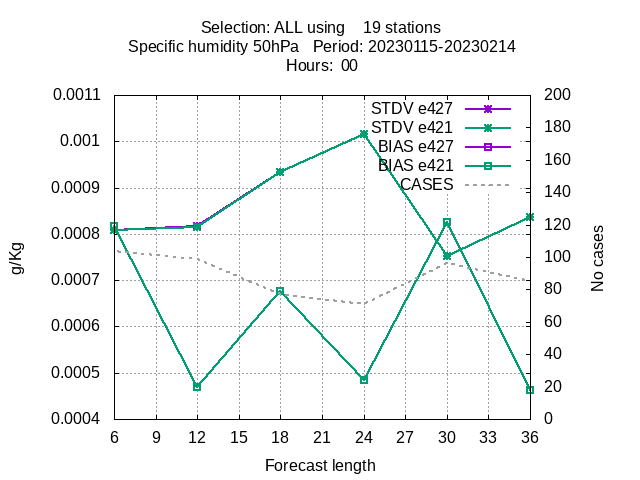 Selection: ALL using 19 stations
Specific humidity 50hPa Period: 20230115-20230214
Hours: 00
0.0011
0.001
0.0009
0.0008
0.0007
0.0006
0.0005
0.0004
g/Kg
STDV e427
STDV e421
BIAS e427
BIAS e421
CASES
200
180
160
140
120
100
80
60
40
20
0
No cases
6 9 12 15 18 21 24 27 30 33 36
Forecast length